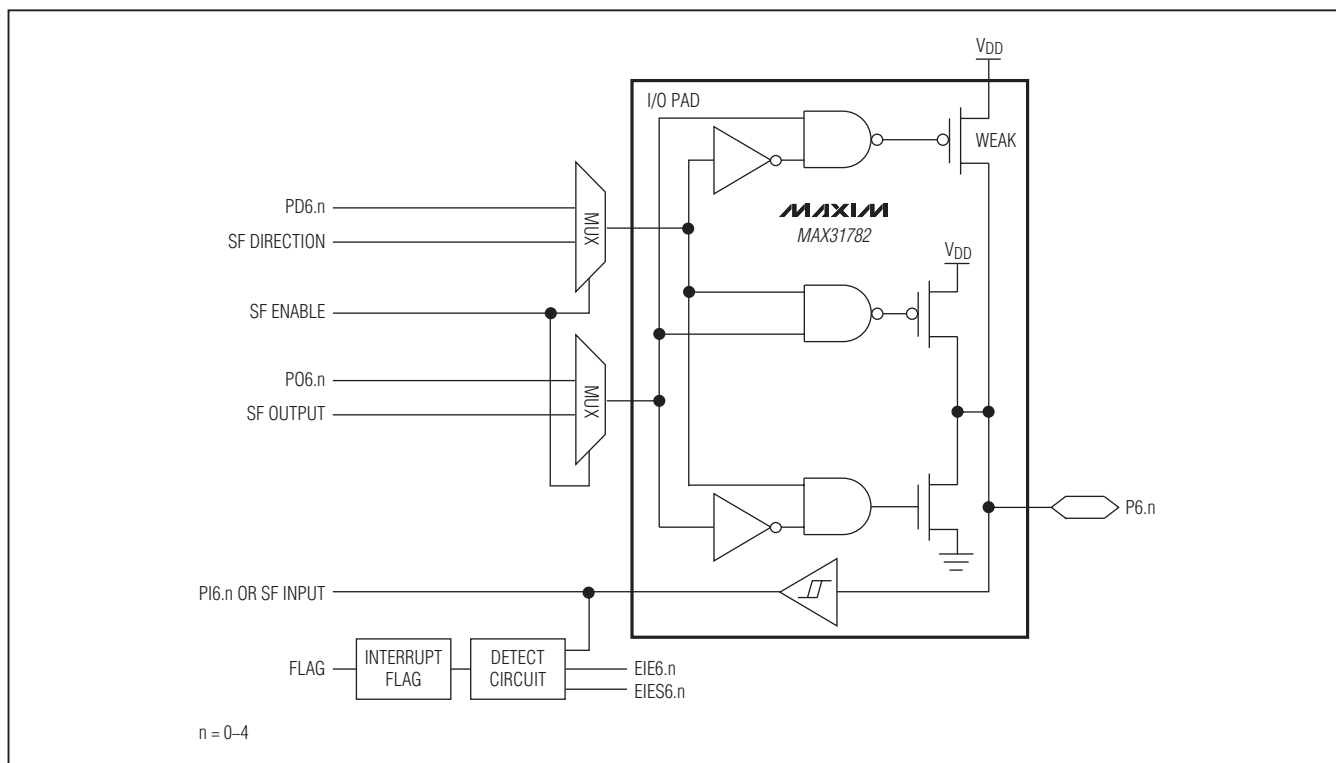 VDD
I/O PAD
WEAK
PD6.n
MUX
MAXIM
MAX31782
SF DIRECTION
VDD
SF ENABLE
PO6.n
MUX
SF OUTPUT
P6.n
PI6.n OR SF INPUT
FLAG
INTERRUPT
FLAG
DETECT
CIRCUIT
EIE6.n
EIES6.n
n = 0–4